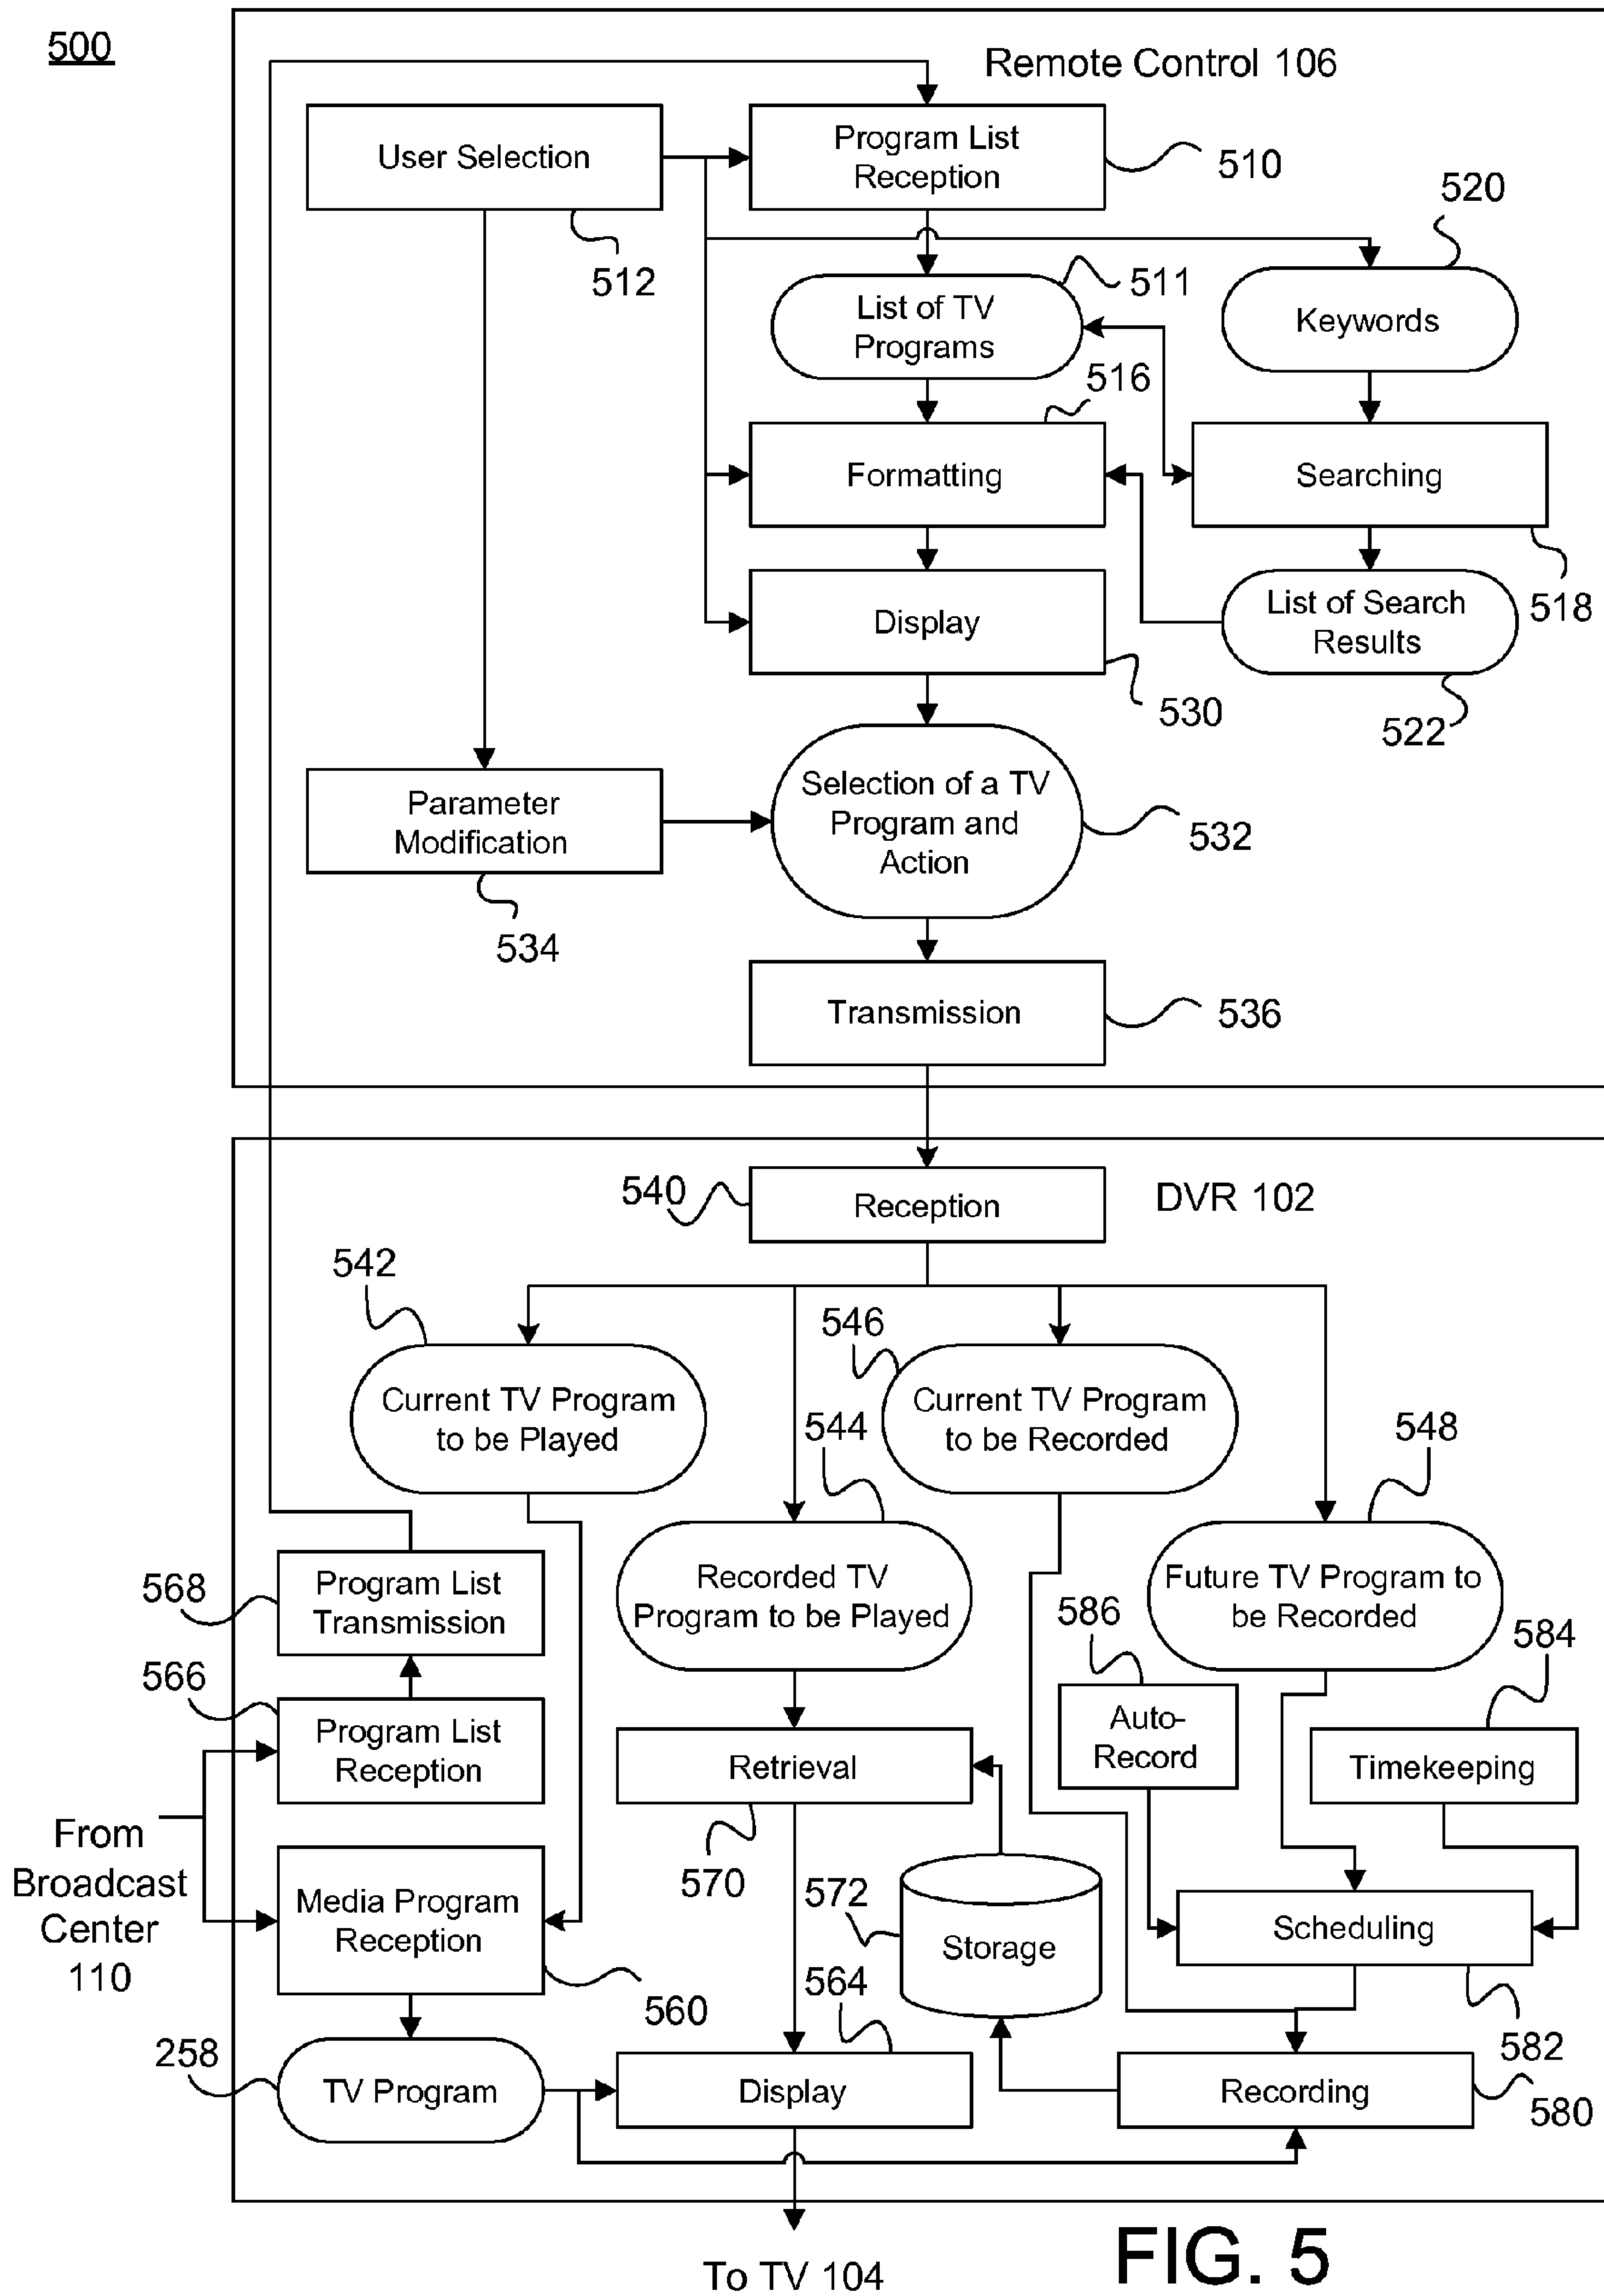 500
Remote Control 106
User Selection
Program List
Reception
510
520
512
511
List of TV
Programs
Keywords
516
Formatting
Searching
Display
List of Search
Results
518
530
522
Parameter
Modification
Selection of a TV
Program and
Action
532
534
Transmission
536
540
Reception
DVR 102
542
546
Current TV Program
to be Played
544
Current TV Program
to be Recorded
548
568
Program List
Transmission
Recorded TV
Program to be Played
586
Future TV Program to
be Recorded
584
566
Program List
Reception
Retrieval
Auto-
Record
Timekeeping
From
Broadcast
Center
110
Media Program
Reception
570
572
Storage
Scheduling
564
560
582
258
TV Program
Display
Recording
580
To TV 104
FIG. 5